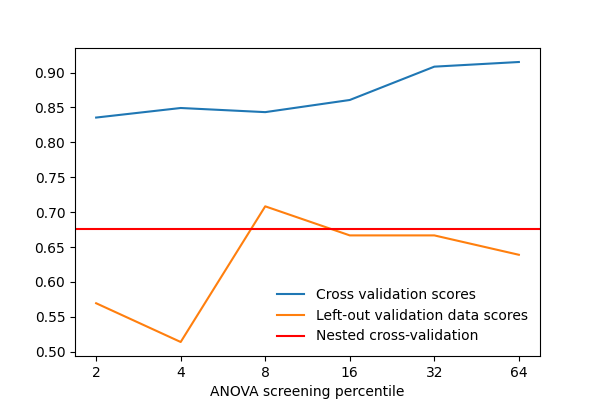 0.90
0.85
0.80
0.75
0.70
0.65
0.60
0.55
0.50
Cross validation scores
Left-out validation data scores
Nested cross-validation
2 4 8 16 32 64
ANOVA screening percentile